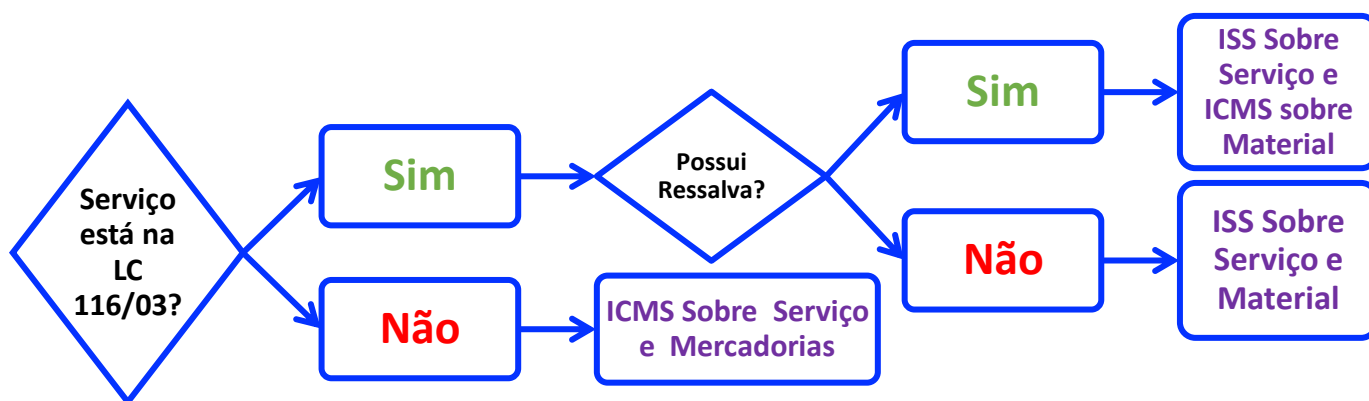 Serviço
está na
LC
116/03?
Sim
Não
ICMS Sobre Serviço
e Mercadorias
Possui
Ressalva?
Sim
Não
ISS Sobre
Serviço e
ICMS sobre
Material
ISS Sobre
Serviço e
Material